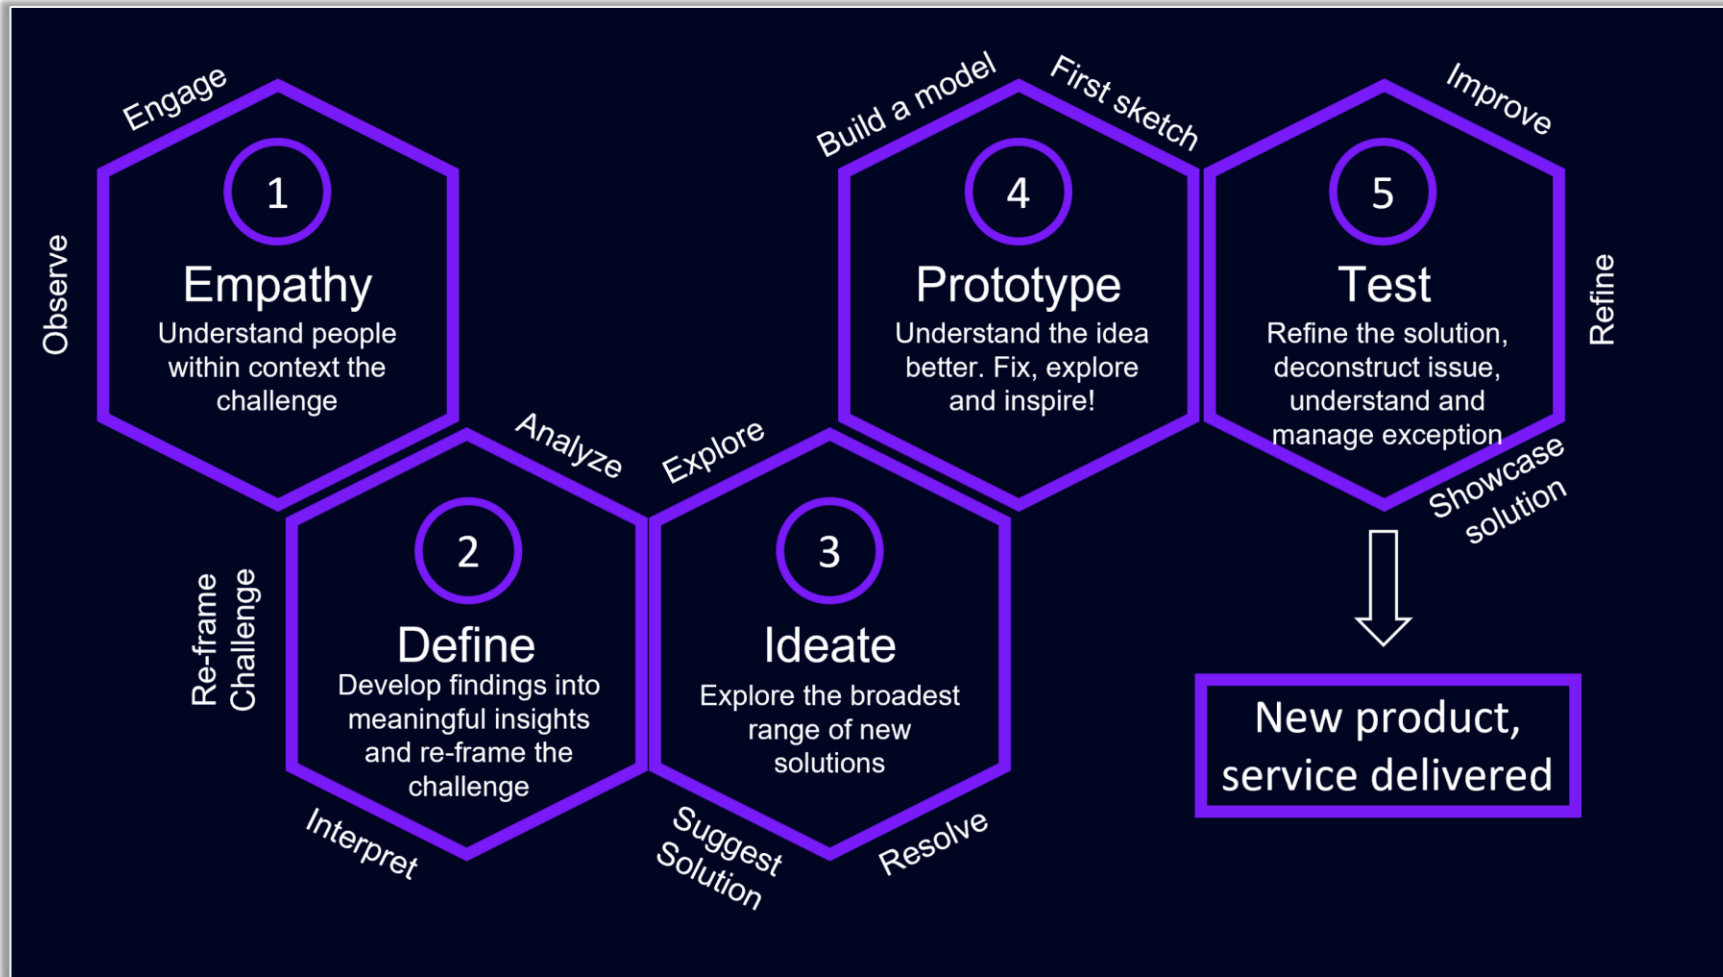 Engage
Observe
1
Empathy
Understand people
within context the
challenge
Analyze
Re-frame
Challenge
Interpret
2
Define
Develop findings into
meaningful insights
and re-frame the
challenge
Explore
Suggest
Solution
Resolve
3
Ideate
Explore the broadest
range of new
solutions
Build a model
First sketch
4
Prototype
Understand the idea
better. Fix, explore
and inspire!
Improve
Refine
Showcase
solution
5
Test
Refine the solution,
deconstruct issue,
understand and
manage exception
New product,
service delivered